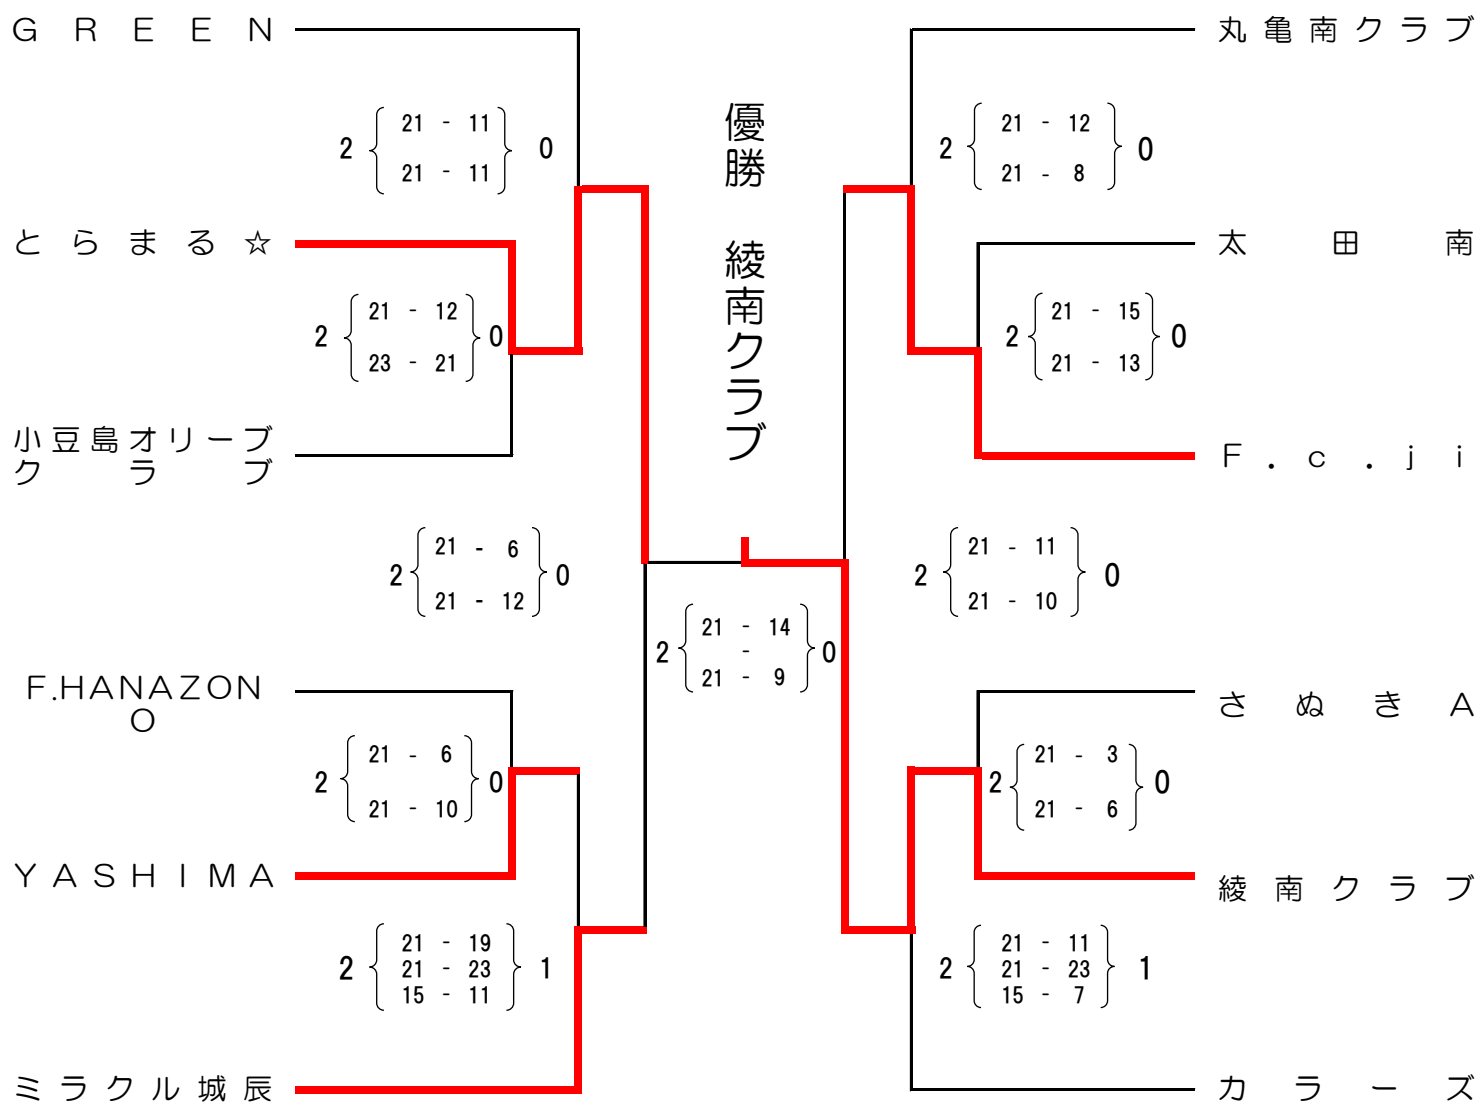 GREEN
2 21 - 11 0
21 - 11
とらまる☆
2 21 - 12 0
23 - 21
小豆島オリーブ
クラブ
2 21 - 6 0
21 - 12
F.HANAZON
O
2 21 - 6 0
21 - 10
YASHIMA
2 21 - 19 1
21 - 23
15 - 11
ミラクル城辰
優勝 綾南クラブ
2 21 - 14 0
-
21 - 9
丸亀南クラブ
2 21 - 12 0
21 - 8
太田南
2 21 - 15 0
21 - 13
F.c.ji
2 21 - 11 0
21 - 10
さぬきA
2 21 - 3 0
21 - 6
綾南クラブ
2 21 - 11 1
21 - 23
15 - 7
カラーズ